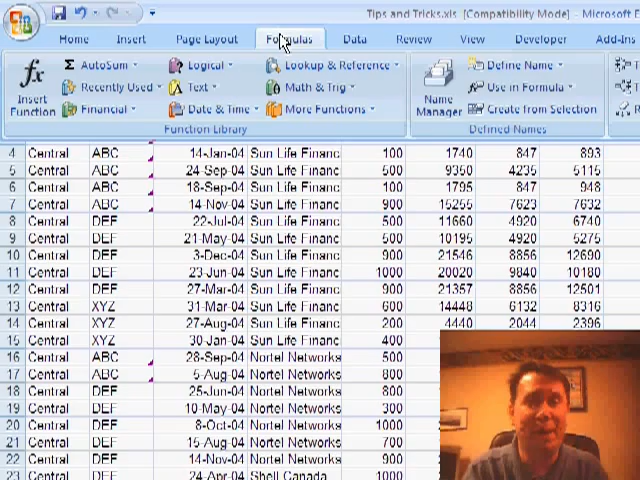 Tips and Tricks.xls [Compatibility Mode] - Microsoft E
Home Insert Page Layout Formulas Data Review View Developer Add-Ins
fx Σ AutoSum Logical Lookup & Reference Define Name
Insert Function Recently Used Text Math & Trig Name Manager Use in Formula
Financial Date & Time More Functions Create from Selection
Function Library Defined Names
4 Central ABC 14-Jan-04 Sun Life Financ 100 1740 847 893
5 Central ABC 24-Sep-04 Sun Life Financ 500 9350 4235 5115
6 Central ABC 18-Sep-04 Sun Life Financ 100 1795 847 948
7 Central ABC 14-Nov-04 Sun Life Financ 900 15255 7623 7632
8 Central DEF 22-Jul-04 Sun Life Financ 500 11660 4920 6740
9 Central DEF 21-May-04 Sun Life Financ 500 10195 4920 5275
10 Central DEF 3-Dec-04 Sun Life Financ 900 21546 8856 12690
11 Central DEF 23-Jun-04 Sun Life Financ 1000 20020 9840 10180
12 Central DEF 27-Mar-04 Sun Life Financ 900 21357 8856 12501
13 Central XYZ 31-Mar-04 Sun Life Financ 600 14448 6132 8316
14 Central XYZ 27-Aug-04 Sun Life Financ 200 4440 2044 2396
15 Central XYZ 30-Jan-04 Sun Life Financ 400
16 Central ABC 28-Sep-04 Nortel Networks 500
17 Central ABC 5-Aug-04 Nortel Networks 800
18 Central DEF 25-Jun-04 Nortel Networks 800
19 Central DEF 10-May-04 Nortel Networks 300
20 Central DEF 8-Oct-04 Nortel Networks 1000
21 Central DEF 15-Aug-04 Nortel Networks 700
22 Central DEF 14-Nov-04 Nortel Networks 900
23 Central DEF 24-Apr-04 Shell Canada 1000